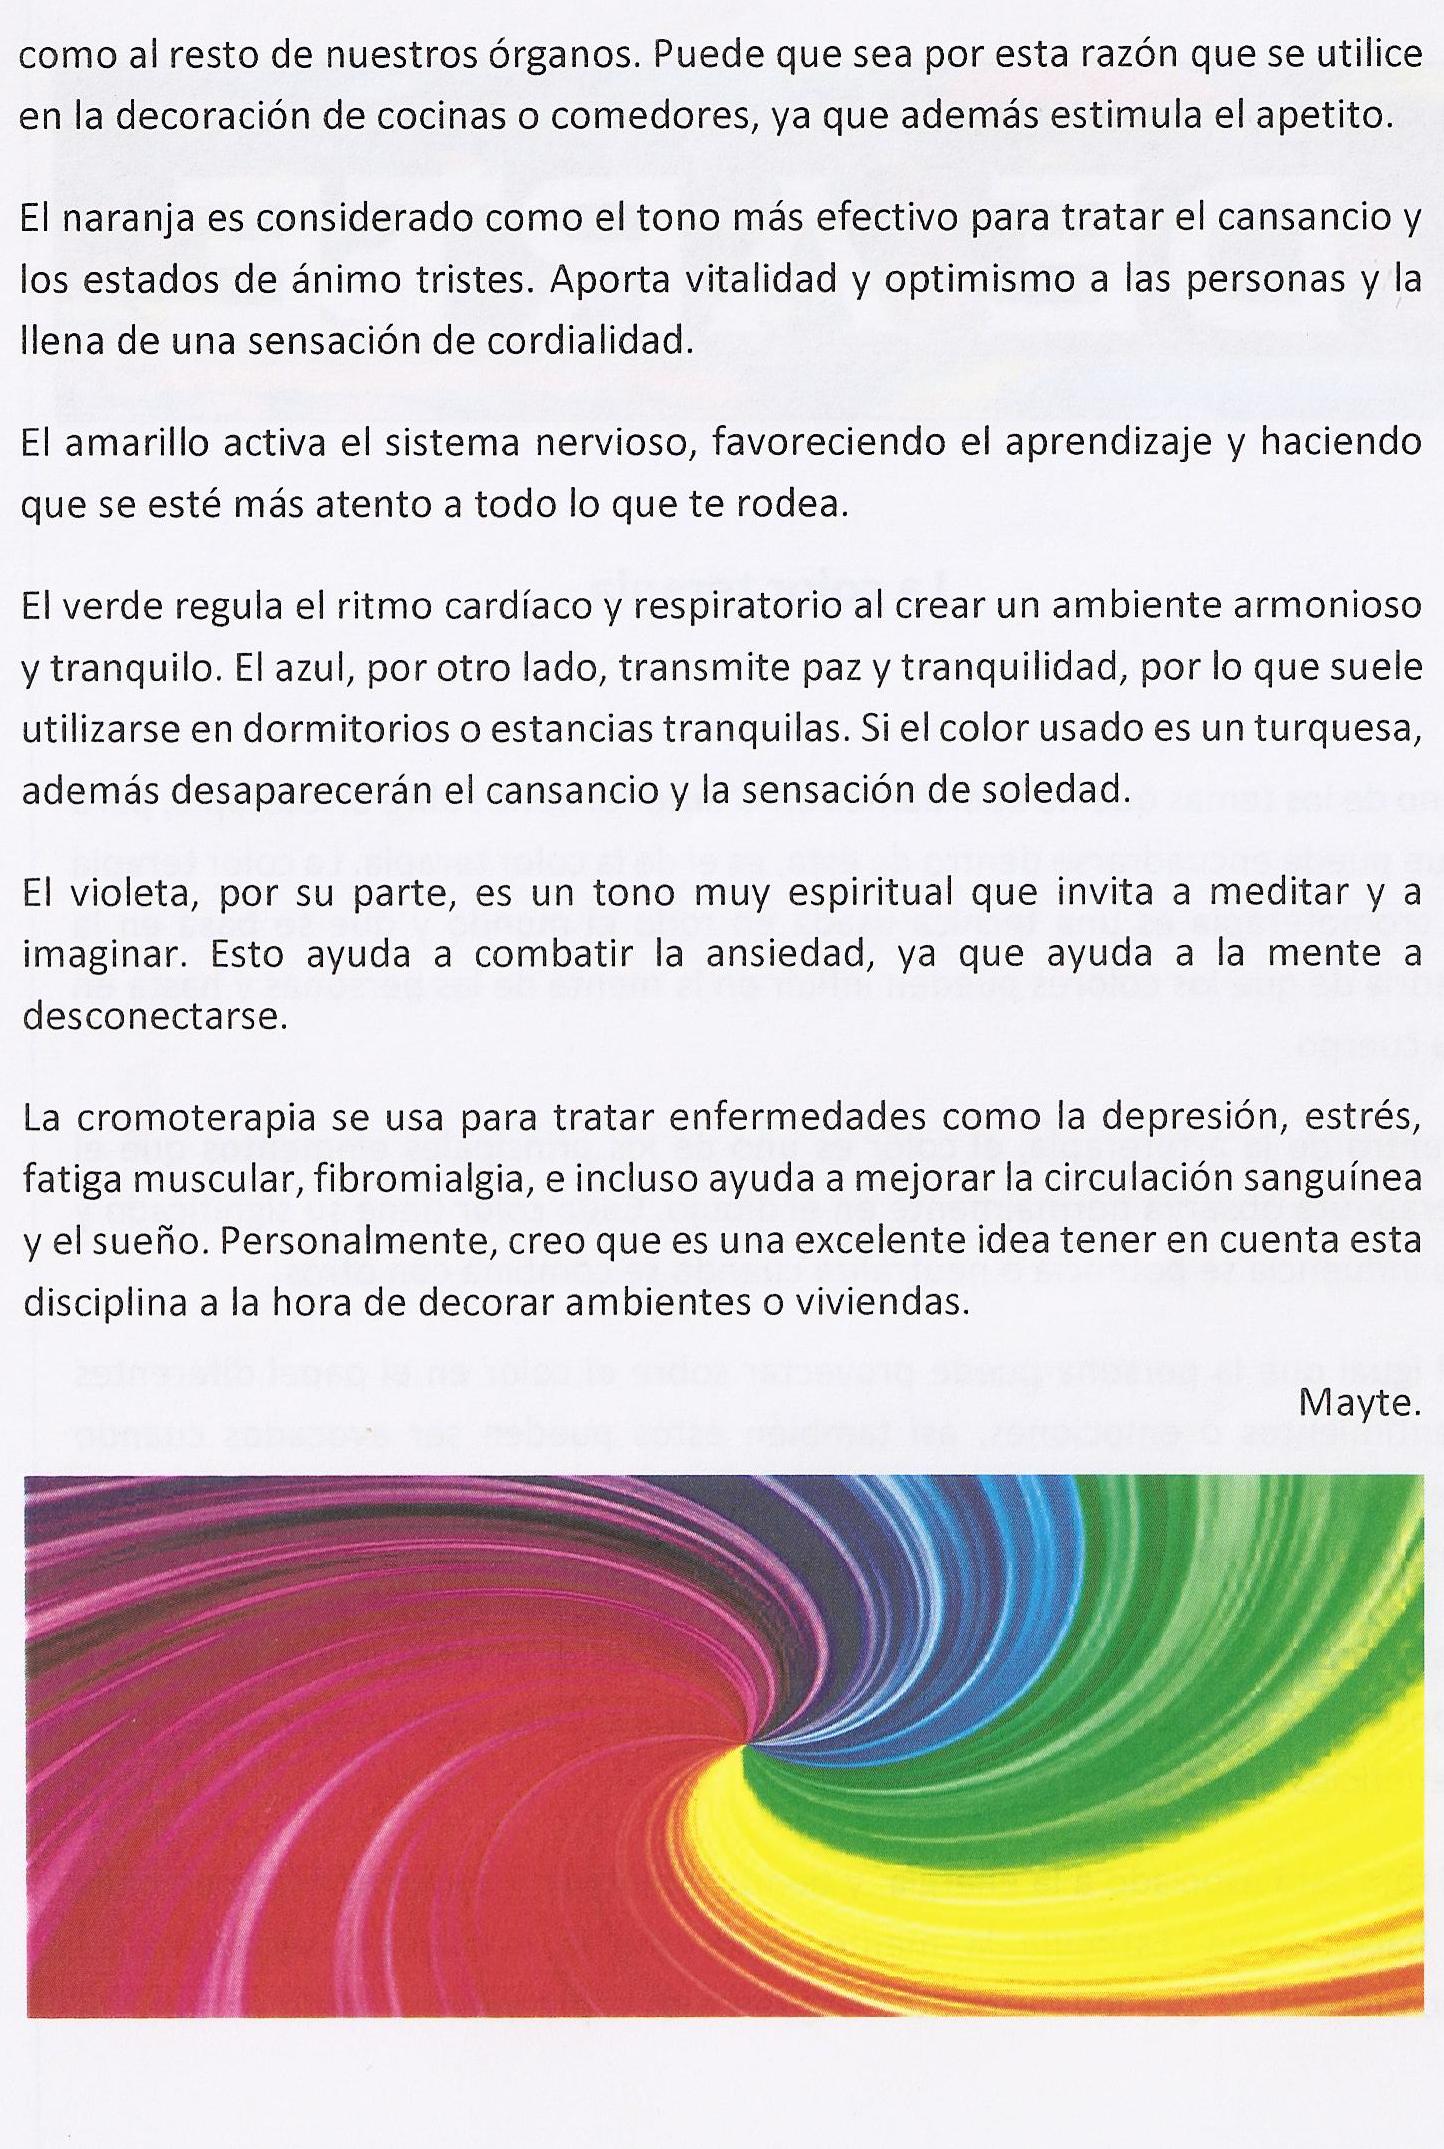 como al resto de nuestros órganos. Puede que sea por esta razón que se utilice
en la decoración de cocinas o comedores, ya que además estimula el apetito.
El naranja es considerado como el tono más efectivo para tratar el cansancio y
los estados de ánimo tristes. Aporta vitalidad y optimismo a las personas y la
llena de una sensación de cordialidad.
El amarillo activa el sistema nervioso, favoreciendo el aprendizaje y haciendo
que se esté más atento a todo lo que te rodea.
El verde regula el ritmo cardíaco y respiratorio al crear un ambiente armonioso
y tranquilo. El azul, por otro lado, transmite paz y tranquilidad, por lo que suele
utilizarse en dormitorios o estancias tranquilas. Si el color usado es un turquesa,
además desaparecerán el cansancio y la sensación de soledad.
El violeta, por su parte, es un tono muy espiritual que invita a meditar y a
imaginar. Esto ayuda a combatir la ansiedad, ya que ayuda a la mente a
desconectarse.
La cromoterapia se usa para tratar enfermedades como la depresión, estrés,
fatiga muscular, fibromialgia, e incluso ayuda a mejorar la circulación sanguínea
y el sueño. Personalmente, creo que es una excelente idea tener en cuenta esta
disciplina a la hora de decorar ambientes o viviendas.
Mayte.